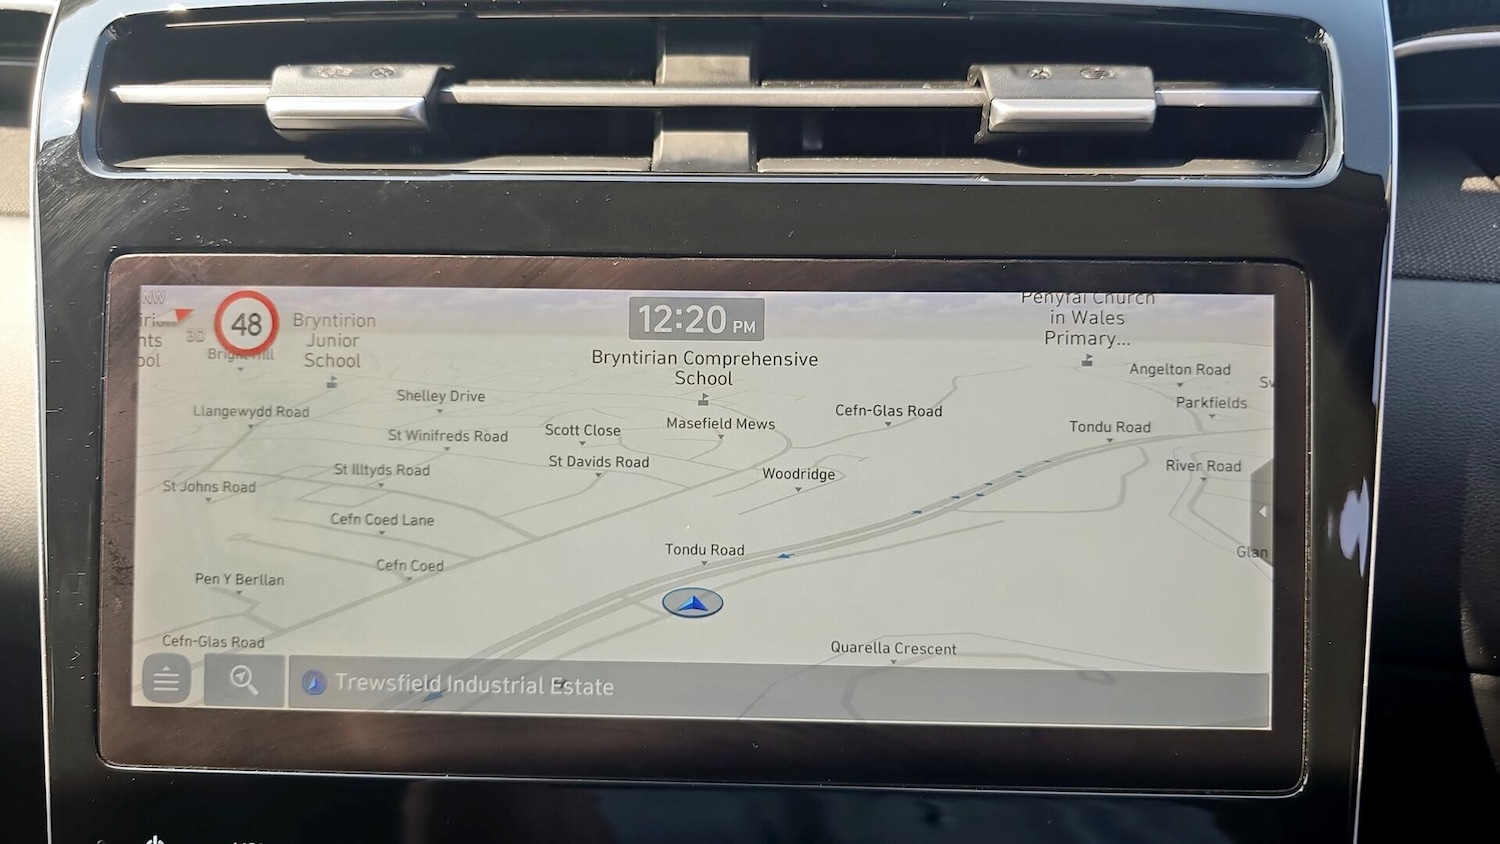 NW
48
3D
Bryntirion
Junior
School
12:20 PM
Bryntirian Comprehensive
School
Penyfai Church
in Wales
Primary...
Angelton Road
Parkfields
Llangewydd Road
Shelley Drive
St Winifreds Road
Scott Close
Masefield Mews
Cefn-Glas Road
Tondu Road
St Illtyds Road
St Davids Road
Woodridge
River Road
St Johns Road
Cefn Coed Lane
Tondu Road
Glan
Cefn Coed
Pen Y Berllan
Cefn-Glas Road
Quarella Crescent
Trewsfield Industrial Estate